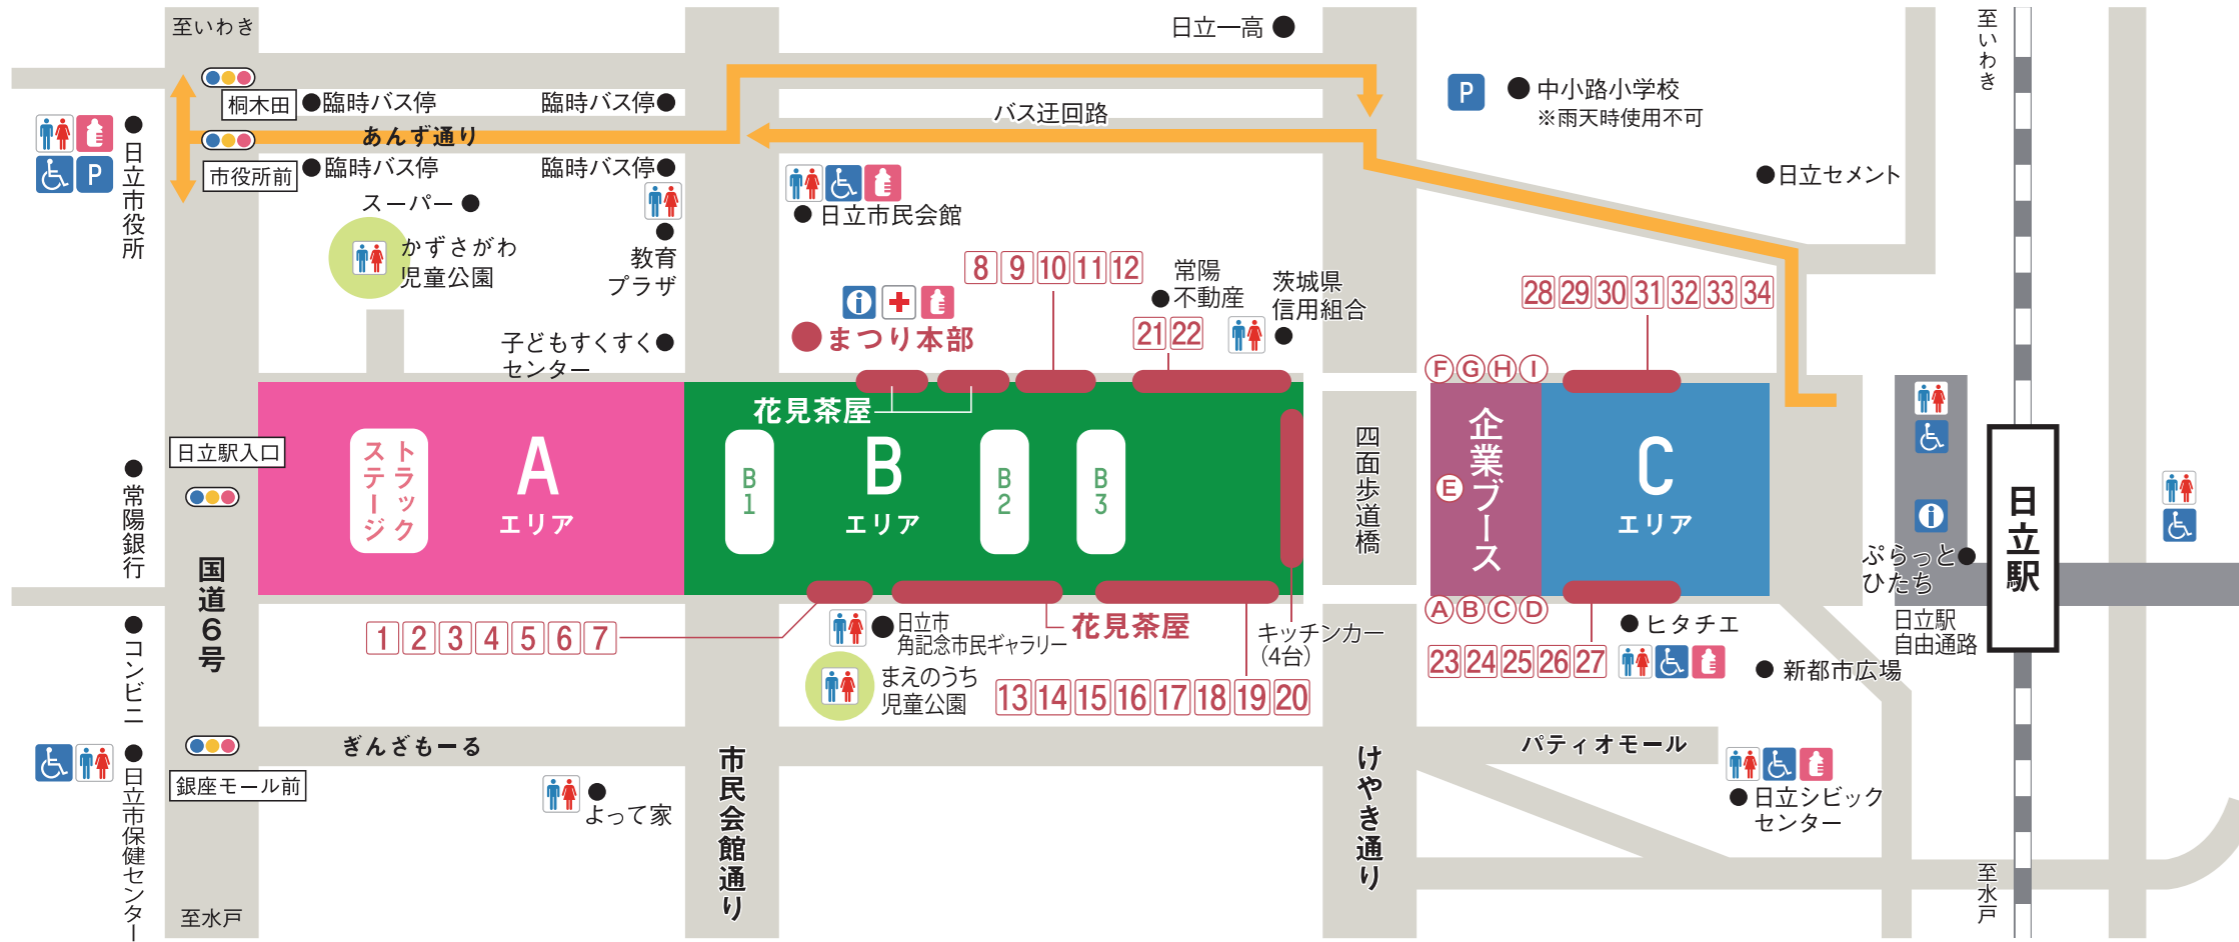 至いわき
日立一高
至いわき
桐木田
臨時バス停
臨時バス停
P
中小路小学校
※雨天時使用不可
バス迂回路
あんず通り
市役所前
臨時バス停
臨時バス停
日立市役所
P
スーパー
日立セメント
日立市民会館
かずさがわ
児童公園
教育
プラザ
8 9 10 11 12
常陽
不動産
茨城県
信用組合
28 29 30 31 32 33 34
21 22
まつり本部
子どもすくすく
センター
F G H I
花見茶屋
トラック
ステージ
A
エリア
B1
B
エリア
B2
B3
四面歩道橋
企業ブース
E
C
エリア
日立駅入口
常陽銀行
国道6号
日立駅
ぷらっと
ひたち
日立駅
自由通路
A B C D
1 2 3 4 5 6 7
日立市
角記念市民ギャラリー
花見茶屋
キッチンカー
(4台)
ヒタチエ
23 24 25 26 27
新都市広場
コンビニ
まえのうち
児童公園
13 14 15 16 17 18 19 20
ぎんざもーる
パティオモール
銀座モール前
日立市保健センター
よって家
市民会館通り
けやき通り
日立シビック
センター
至水戸
至水戸